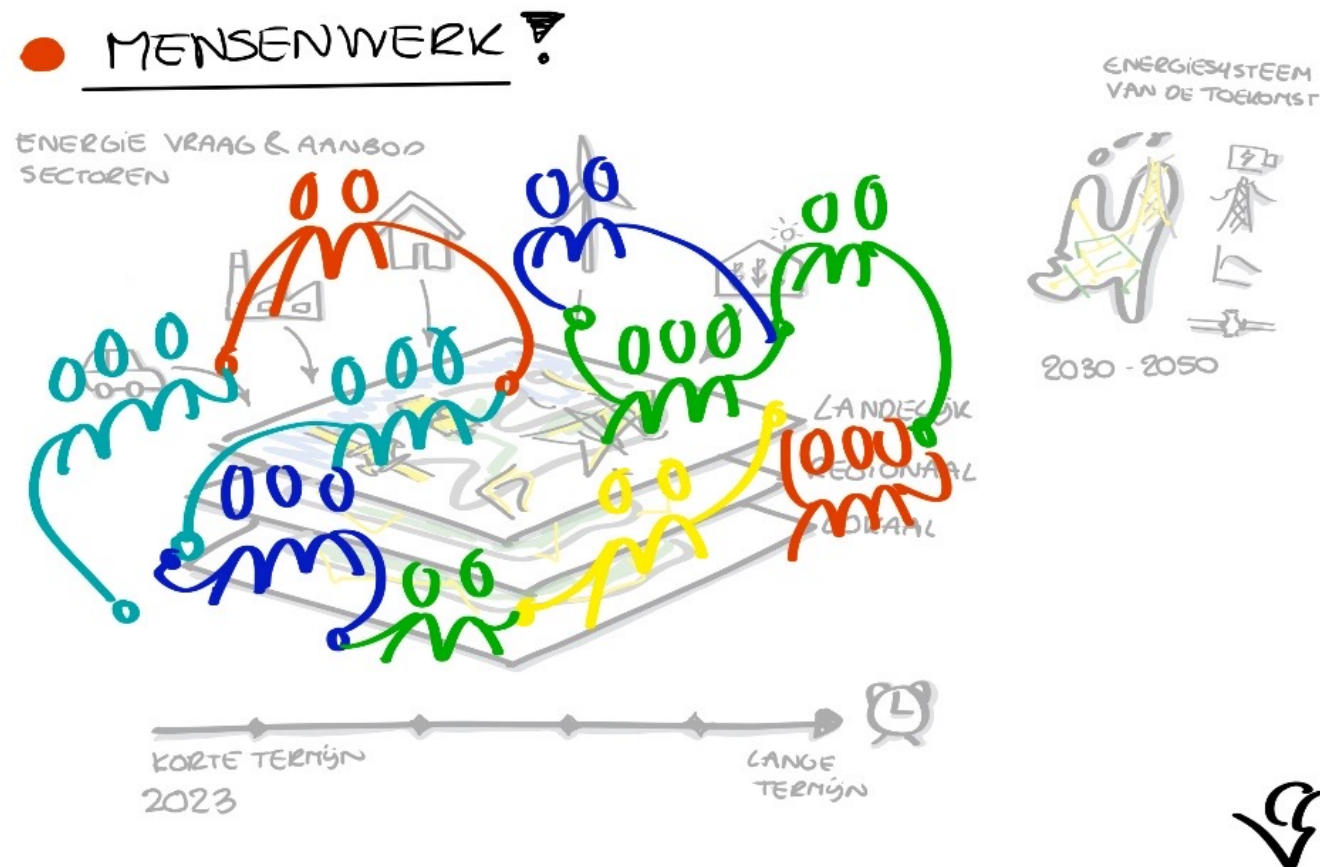 MENSENWERK!
ENERGIE VRAAG & AANBOD
SECTOREN
ENERGIESYSTEEM
VAN DE TOEKOMST
2030 - 2050
LANDELIJK
REGIONAAL
LOKAAL
KORTE TERMIJN
2023
LANGE
TERMIJN